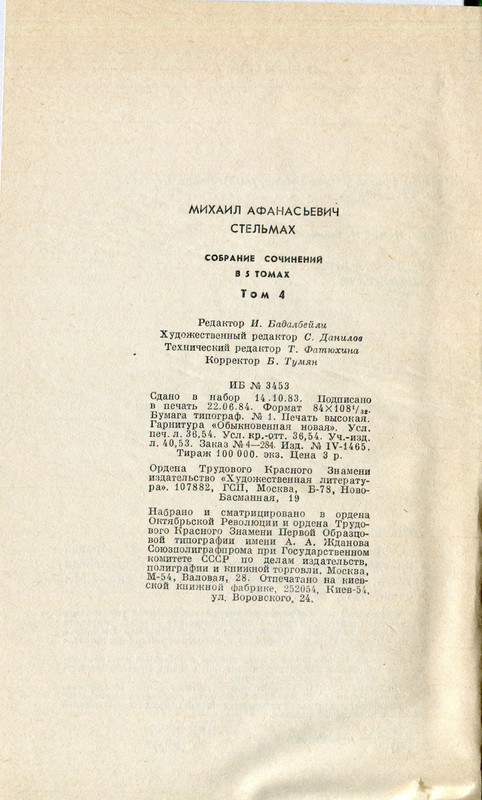 МИХАИЛ АФАНАСЬЕВИЧ
СТЕЛЬМАХ
СОБРАНИЕ СОЧИНЕНИЙ
В 5 ТОМАХ
Том 4
Редактор И. Бадалбейли
Художественный редактор С. Данилов
Технический редактор Т. Фатюхина
Корректор Б. Тумян
ИБ № 3453
Сдано в набор 14.10.83. Подписано
в печать 22.06.84. Формат 84×108¹/₃₂.
Бумага типограф. № 1. Печать высокая.
Гарнитура «Обыкновенная новая». Усл.
печ. л. 36,54. Усл. кр.-отт. 36,54. Уч.-изд.
л. 40,53. Заказ № 4—284. Изд. № IV-1465.
Тираж 100 000. экз. Цена 3 р.
Ордена Трудового Красного Знамени
издательство «Художественная литерату-
ра». 107882, ГСП, Москва, Б-78, Ново-
Басманная, 19
Набрано и сматрицировано в ордена
Октябрьской Революции и ордена Трудо-
вого Красного Знамени Первой Образцо-
вой типографии имени А. А. Жданова
Союзполиграфпрома при Государственном
комитете СССР по делам издательств,
полиграфии и книжной торговли. Москва,
М-54, Валовая, 28. Отпечатано на киев-
ской книжной фабрике, 252054, Киев-54,
ул. Воровского, 24.